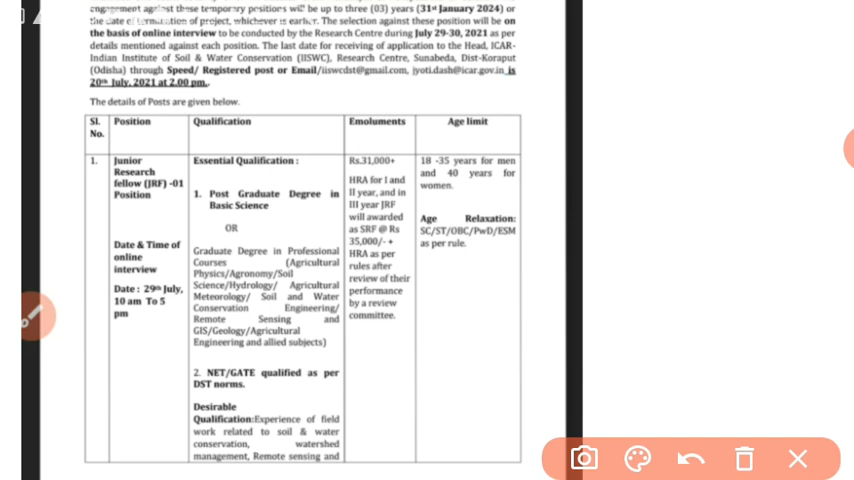 engagement against these temporary positions will be up to three (03) years (31st January 2024) or
the date of termination of project, whichever is earlier. The selection against these position will be on
the basis of online interview to be conducted by the Research Centre during July 29-30, 2021 as per
details mentioned against each position. The last date for receiving of application to the Head, ICAR-
Indian Institute of Soil & Water Conservation (IISWC), Research Centre, Sunabeda, Dist-Koraput
(Odisha) through Speed/ Registered post or Email/iiswcdst@gmail.com, jyoti.dash@icar.gov.in is
20th July, 2021 at 2.00 pm.
The details of Posts are given below.
Sl. No.
Position
Qualification
Emoluments
Age limit
1.
Junior
Research
fellow (JRF) -01
Position
Date & Time of
online
interview
Date : 29th July,
10 am To 5
pm
Essential Qualification :
1. Post Graduate Degree in
Basic Science
OR
Graduate Degree in Professional
Courses (Agricultural
Physics/Agronomy/Soil
Science/Hydrology/ Agricultural
Meteorology/ Soil and Water
Conservation Engineering/
Remote Sensing and
GIS/Geology/Agricultural
Engineering and allied subjects)
2. NET/GATE qualified as per
DST norms.
Desirable
Qualification:Experience of field
work related to soil & water
conservation, watershed
management, Remote sensing and
Rs.31,000+
HRA for I and
II year, and in
III year JRF
will awarded
as SRF @ Rs
35,000/- +
HRA as per
rules after
review of their
performance
by a review
committee.
18 -35 years for men
and 40 years for
women.
Age Relaxation:
SC/ST/OBC/PwD/ESM
as per rule.